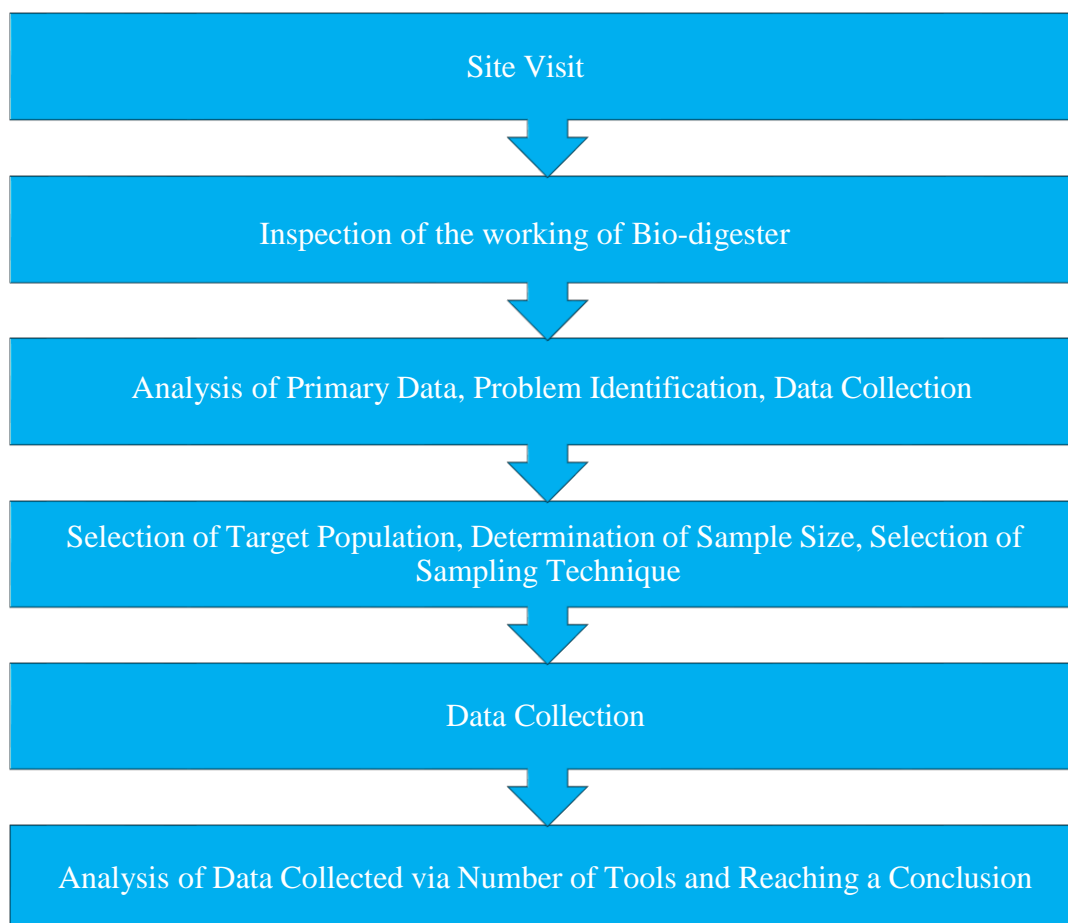 Site Visit
Inspection of the working of Bio-digester
Analysis of Primary Data, Problem Identification, Data Collection
Selection of Target Population, Determination of Sample Size, Selection of
Sampling Technique
Data Collection
Analysis of Data Collected via Number of Tools and Reaching a Conclusion